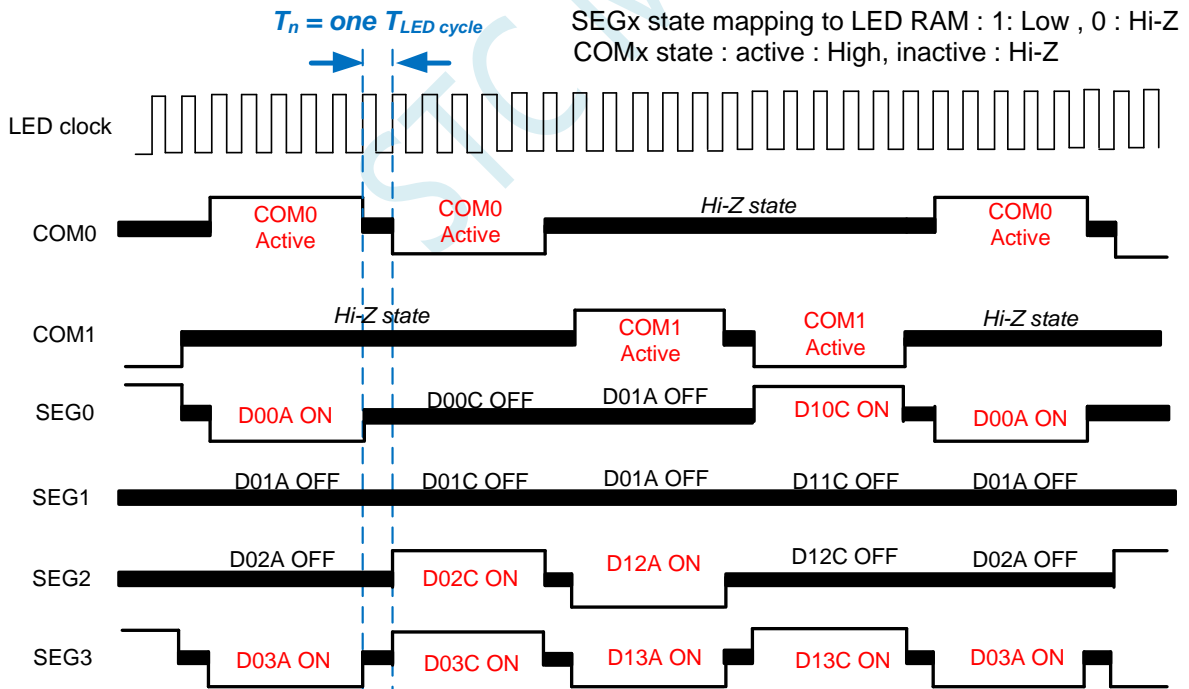 Tn = one TLED cycle
SEGx state mapping to LED RAM : 1: Low , 0 : Hi-Z
COMx state : active : High, inactive : Hi-Z
LED clock
COM0
COM0 Active
COM0 Active
Hi-Z state
COM0 Active
COM1
Hi-Z state
COM1 Active
COM1 Active
Hi-Z state
SEG0
D00A ON
D00C OFF
D01A OFF
D10C ON
D00A ON
SEG1
D01A OFF
D01C OFF
D01A OFF
D11C OFF
D01A OFF
SEG2
D02A OFF
D02C ON
D12A ON
D12C OFF
D02A OFF
SEG3
D03A ON
D03C ON
D13A ON
D13C ON
D03A ON
STC